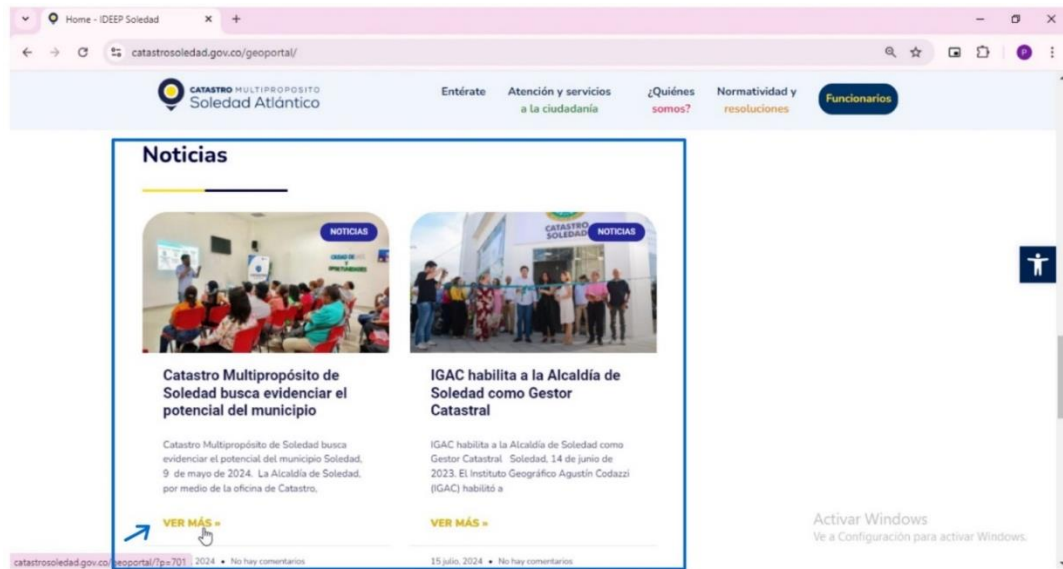 Home - IDEEP Soledad
catastrosoledad.gov.co/geoportal/
P
CATASTRO MULTIPROPOSITO
Soledad Atlántico
Entérate
Atención y servicios
a la ciudadanía
¿Quiénes
somos?
Normatividad y
resoluciones
Funcionarios
Noticias
NOTICIAS
CATASTRO
SOLEDAD
NOTICIAS
Catastro Multipropósito de
Soledad busca evidenciar el
potencial del municipio
Catastro Multipropósito de Soledad busca
evidenciar el potencial del municipio Soledad,
9 de mayo de 2024. La Alcaldía de Soledad,
por medio de la oficina de Catastro,
VER MÁS »
2024 • No hay comentarios
IGAC habilita a la Alcaldía de
Soledad como Gestor
Catastral
IGAC habilita a la Alcaldía de Soledad como
Gestor Catastral Soledad, 14 de junio de
2023. El Instituto Geográfico Agustín Codazzi
(IGAC) habilitó a
VER MÁS »
15 julio, 2024 • No hay comentarios
Activar Windows
Ve a Configuración para activar Windows.
catastrosoledad.gov.co/geoportal/?p=701